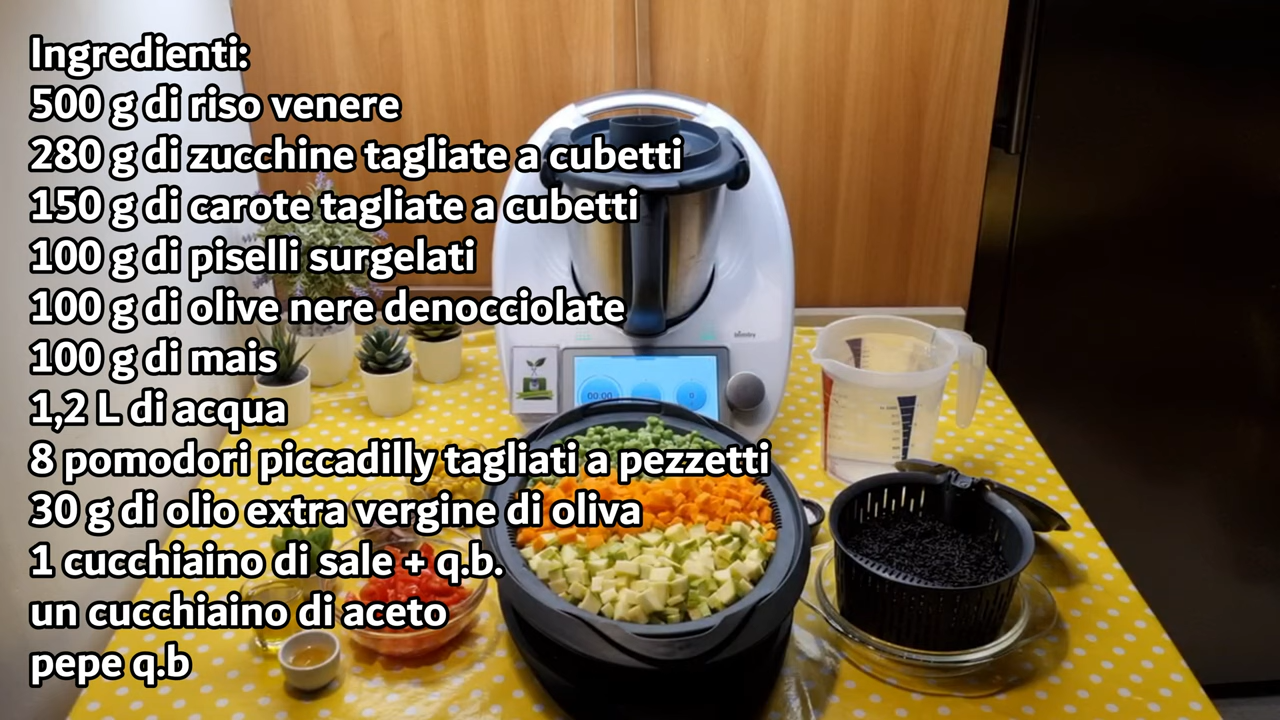 Ingredienti:
500 g di riso venere
280 g di zucchine tagliate a cubetti
150 g di carote tagliate a cubetti
100 g di piselli surgelati
100 g di olive nere denocciolate
100 g di mais
1,2 L di acqua
8 pomodori piccadilly tagliati a pezzetti
30 g di olio extra vergine di oliva
1 cucchiaino di sale + q.b.
un cucchiaino di aceto
pepe q.b
00:00